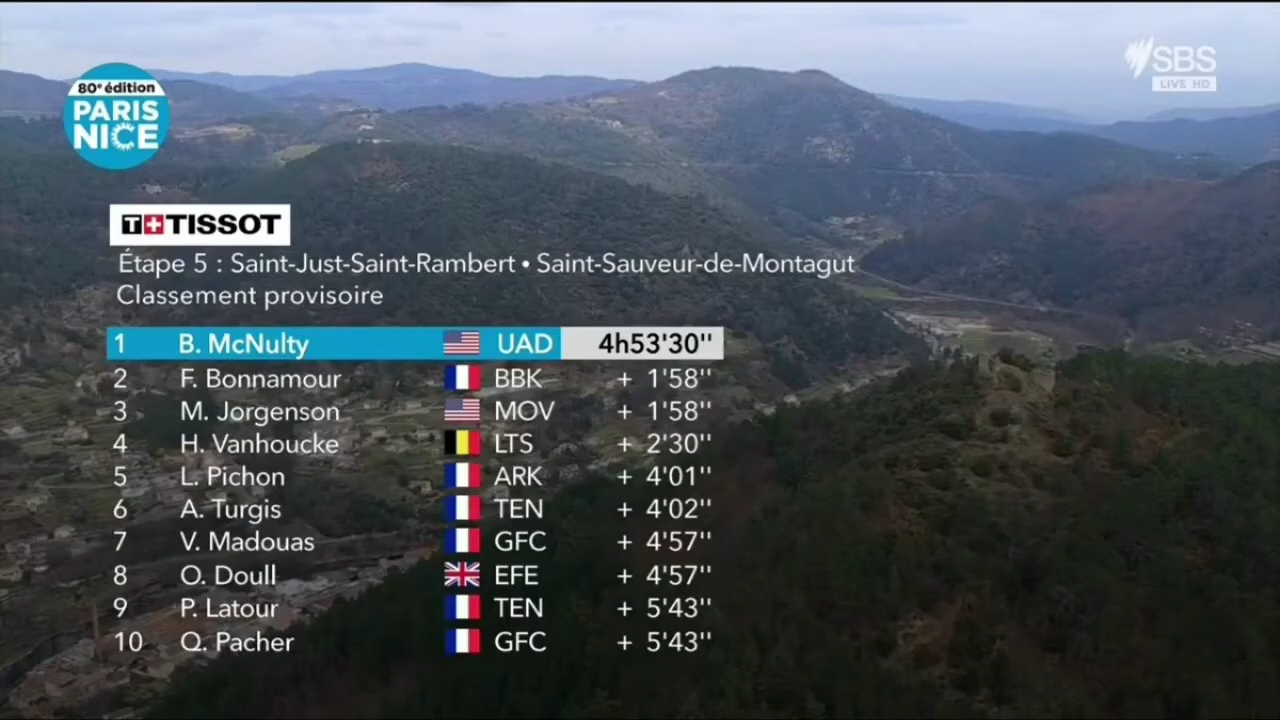 80e édition
PARIS
NICE
SBS
LIVE HD
T+ TISSOT
Étape 5 : Saint-Just-Saint-Rambert • Saint-Sauveur-de-Montagut
Classement provisoire
1 B. McNulty UAD 4h53'30''
2 F. Bonnamour BBK + 1'58''
3 M. Jorgenson MOV + 1'58''
4 H. Vanhoucke LTS + 2'30''
5 L. Pichon ARK + 4'01''
6 A. Turgis TEN + 4'02''
7 V. Madouas GFC + 4'57''
8 O. Doull EFE + 4'57''
9 P. Latour TEN + 5'43''
10 Q. Pacher GFC + 5'43''